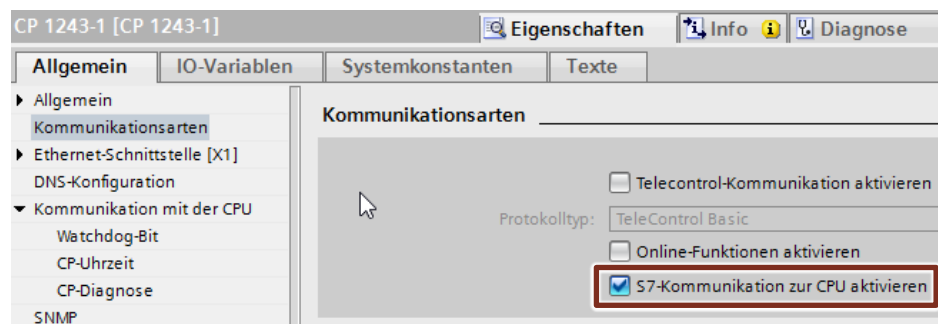 CP 1243-1 [CP 1243-1]
Eigenschaften
Info
Diagnose
Allgemein
IO-Variablen
Systemkonstanten
Texte
Allgemein
Kommunikationsarten
Ethernet-Schnittstelle [X1]
DNS-Konfiguration
Kommunikation mit der CPU
Watchdog-Bit
CP-Uhrzeit
CP-Diagnose
SNMP
Kommunikationsarten
Telecontrol-Kommunikation aktivieren
Protokolltyp: TeleControl Basic
Online-Funktionen aktivieren
S7-Kommunikation zur CPU aktivieren